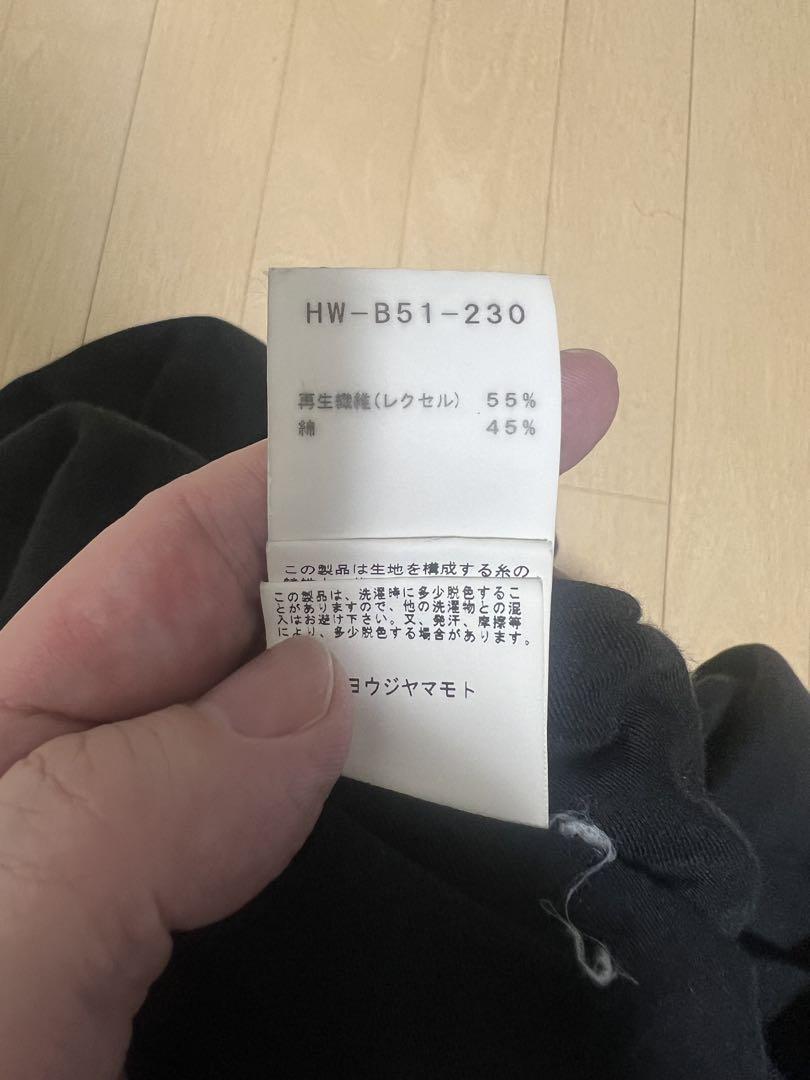 HW-B51-230
再生繊維(レクセル) 55%
綿 45%
この製品は生地を構成する糸の
この製品は、洗濯時に多少脱色するこ
とがありますので、他の洗濯物との混
入はお避け下さい。又、発汗、摩擦等
により、多少脱色する場合があります。
ヨウジヤマモト